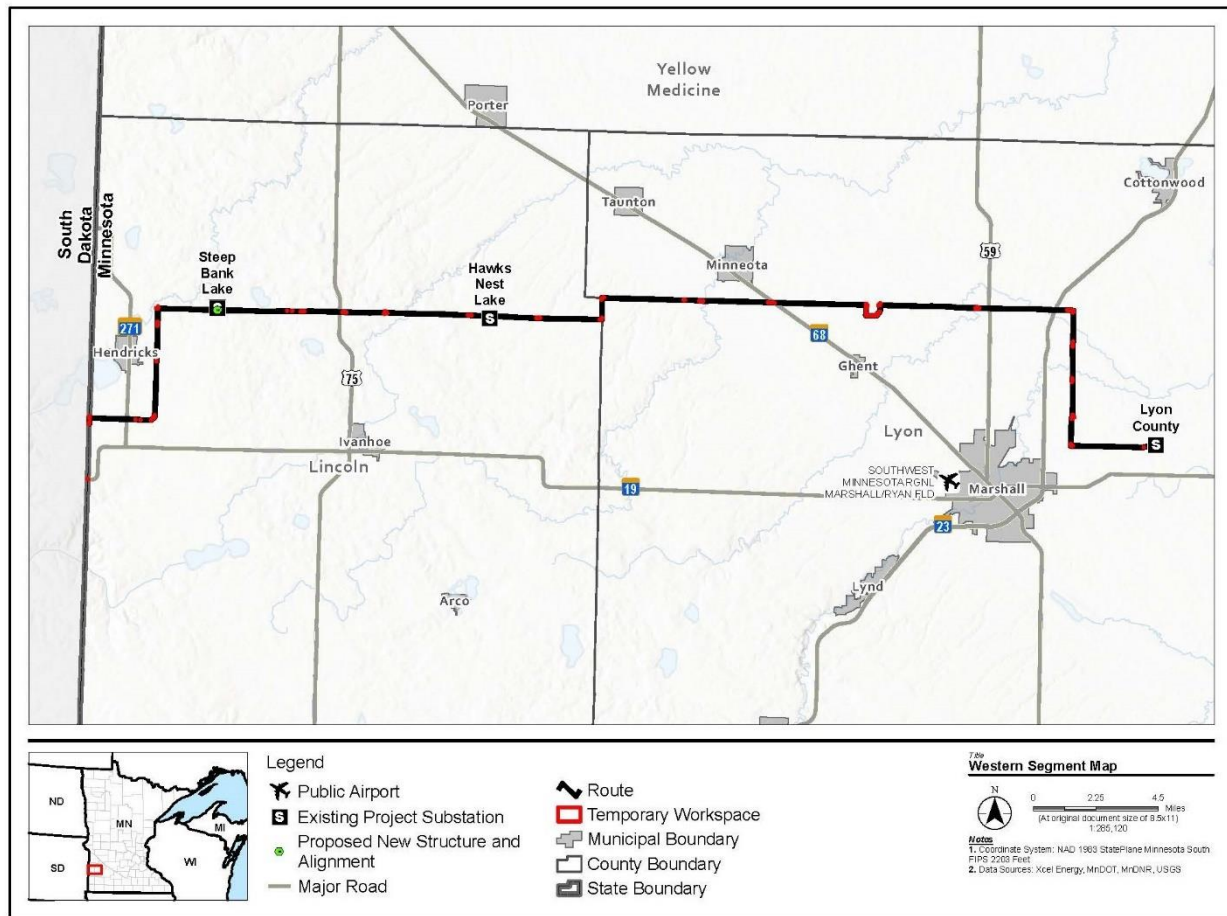 Yellow
Medicine
Porter
Cottonwood
Taunton
South
Dakota
Minnesota
Minneota
59
Steep
Bank
Lake
Hawks
Nest
Lake
271
Hendricks
68
Ghent
75
Lyon
County
Ivanhoe
Lincoln
Lyon
SOUTHWEST
MINNESOTA RGNL
MARSHALL/RYAN FLD
Marshall
19
23
Lynd
Arco
ND
SD
MN
WI
MI
Legend
Public Airport
S Existing Project Substation
Proposed New Structure and
Alignment
Major Road
Route
Temporary Workspace
Municipal Boundary
County Boundary
State Boundary
Title
Western Segment Map
N
0 2.25 4.5
Miles
(At original document size of 8.5x11)
1:285,120
Notes
1. Coordinate System: NAD 1983 StatePlane Minnesota South
FIPS 2203 Feet
2. Data Sources: Xcel Energy, MnDOT, MnDNR, USGS